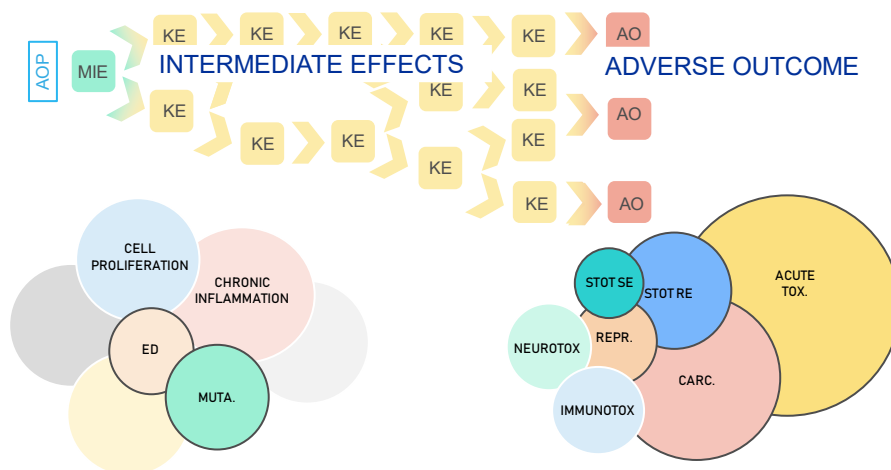 KE KE KE KE KE AO
AOP
MIE
INTERMEDIATE EFFECTS
ADVERSE OUTCOME
KE KE KE
AO
KE KE KE
KE KE AO
CELL
PROLIFERATION
CHRONIC
INFLAMMATION
ED
MUTA.
STOT SE
STOT RE
ACUTE
TOX.
NEUROTOX
REPR.
CARC.
IMMUNOTOX